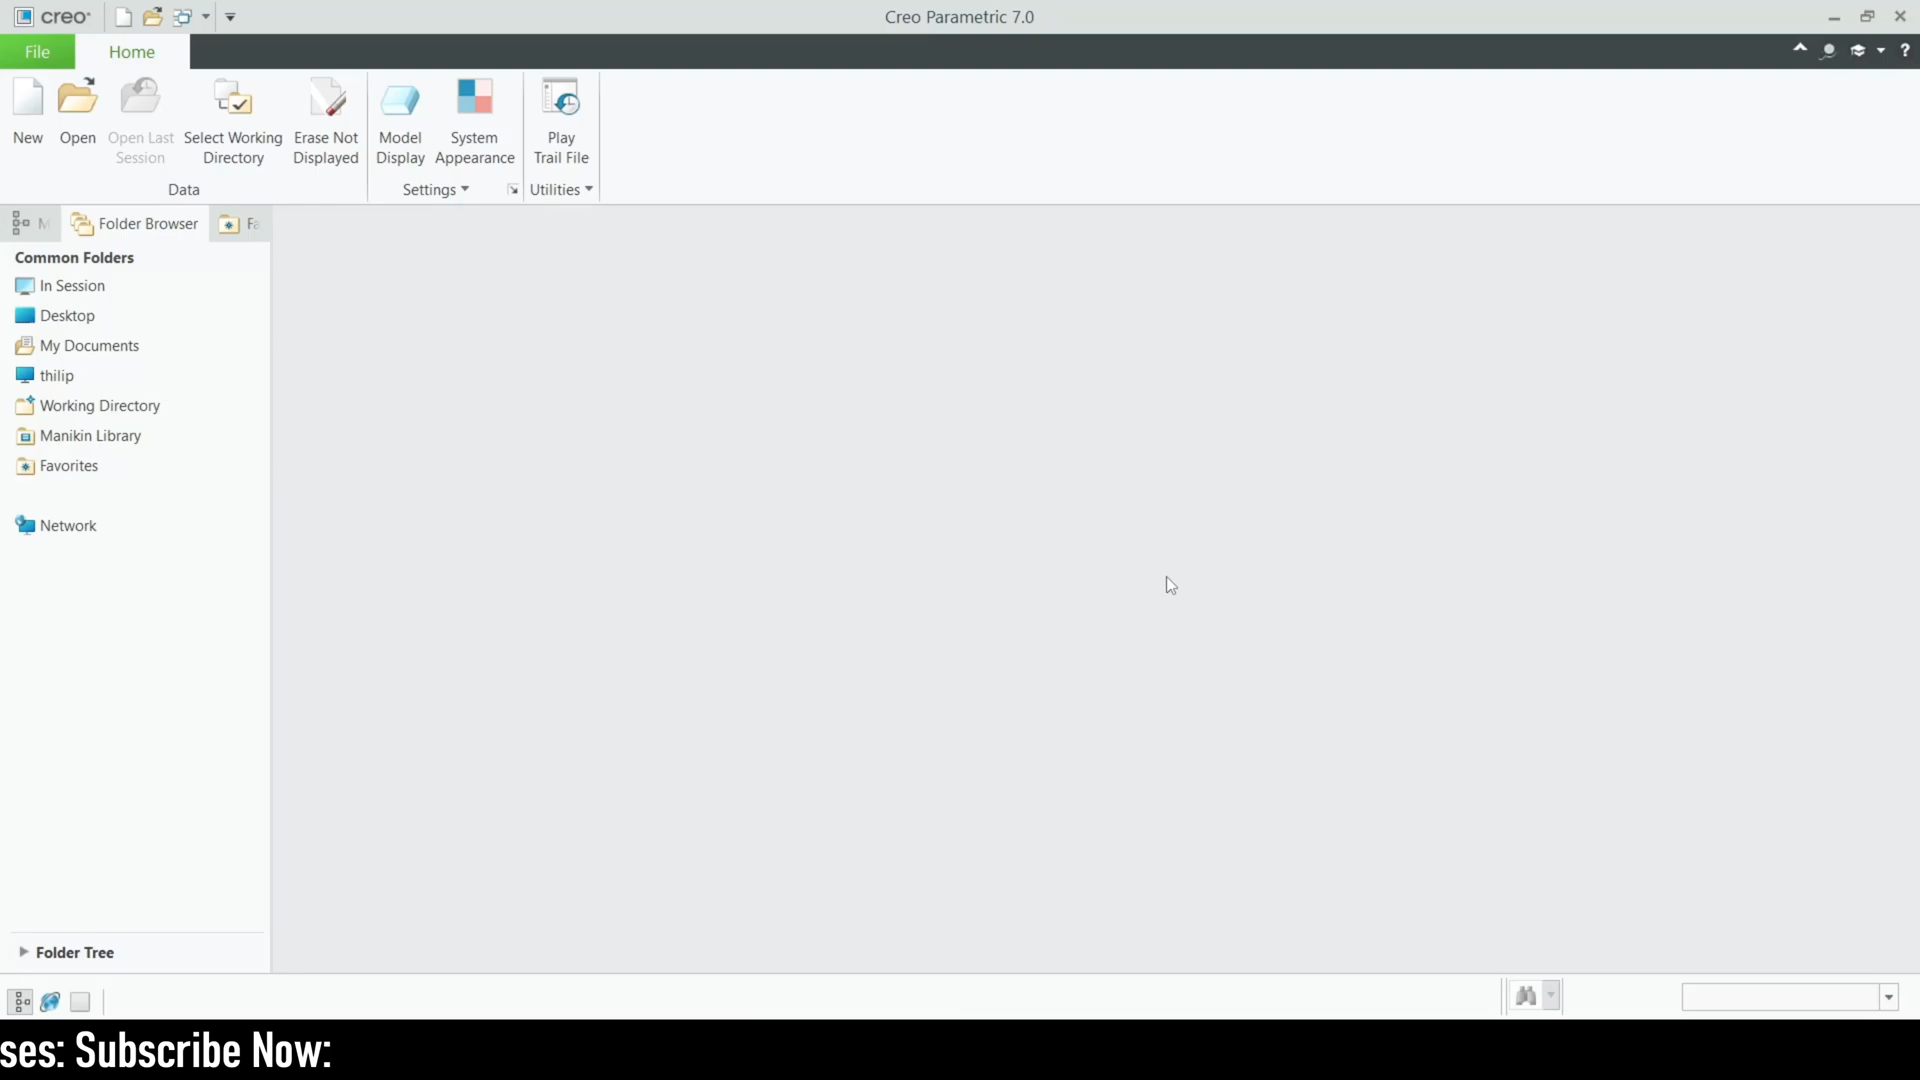 creo
Creo Parametric 7.0
File
Home
?
New
Open
Open Last
Session
Select Working
Directory
Erase Not
Displayed
Model
Display
System
Appearance
Play
Trail File
Data
Settings
Utilities
M
Folder Browser
Fa
Common Folders
In Session
Desktop
My Documents
thilip
Working Directory
Manikin Library
Favorites
Network
Folder Tree
ses: Subscribe Now: